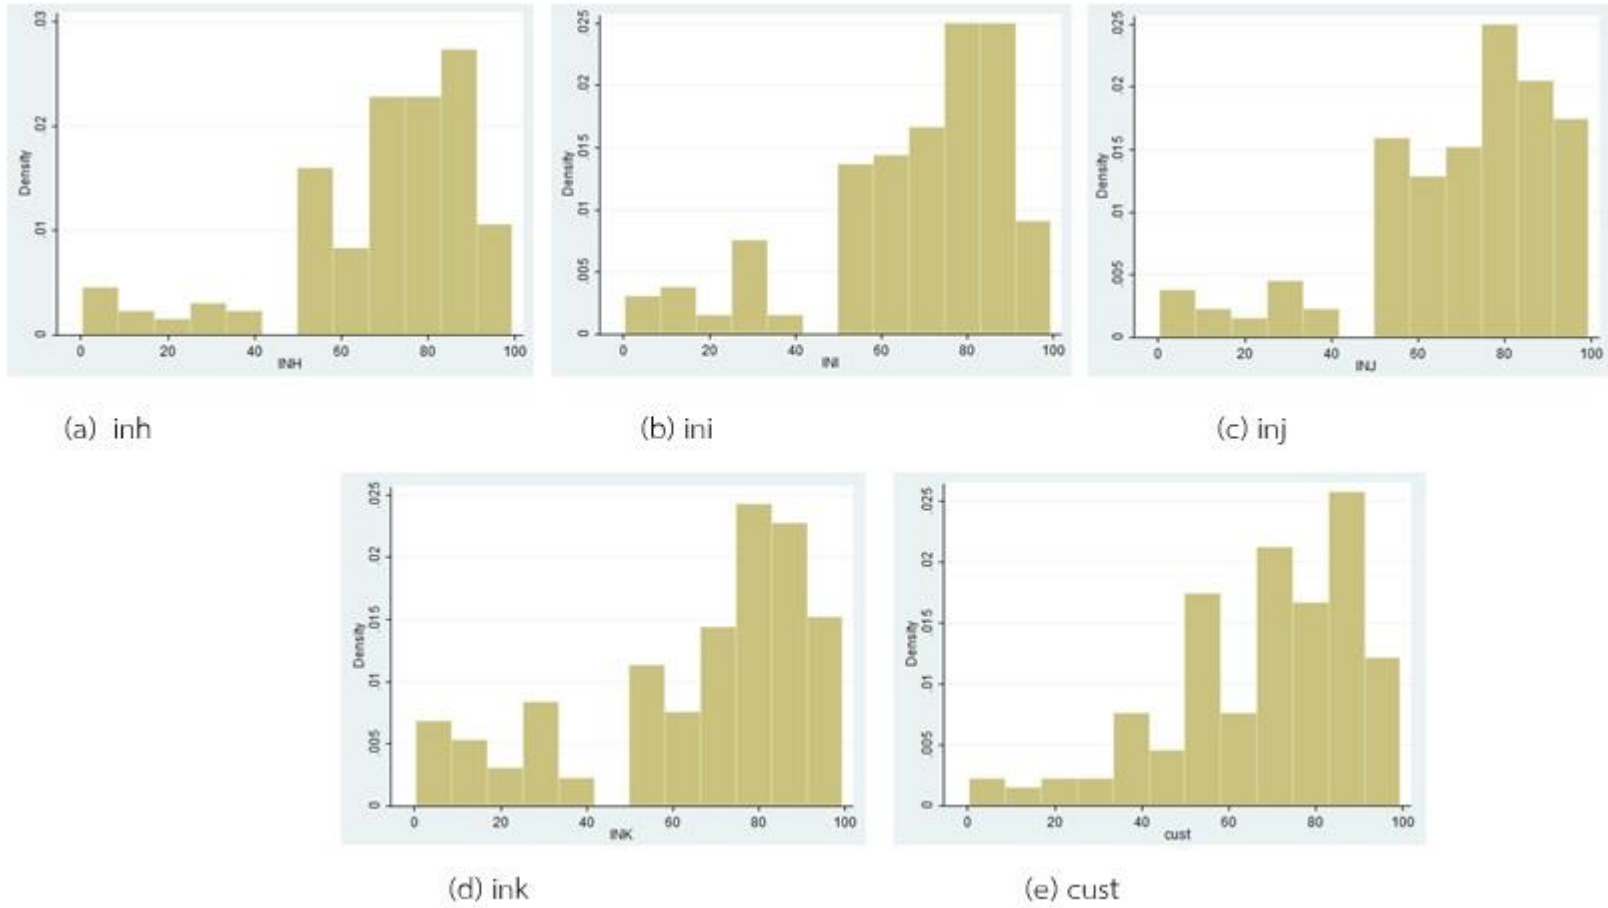 Density
0 .01 .02 .03
0 20 40 60 80 100
INH
Density
0 .005 .01 .015 .02 .025
0 20 40 60 80 100
INI
Density
0 .005 .01 .015 .02 .025
0 20 40 60 80 100
INJ
(a) inh
(b) ini
(c) inj
Density
0 .005 .01 .015 .02 .025
0 20 40 60 80 100
INK
Density
0 .005 .01 .015 .02 .025
0 20 40 60 80 100
cust
(d) ink
(e) cust